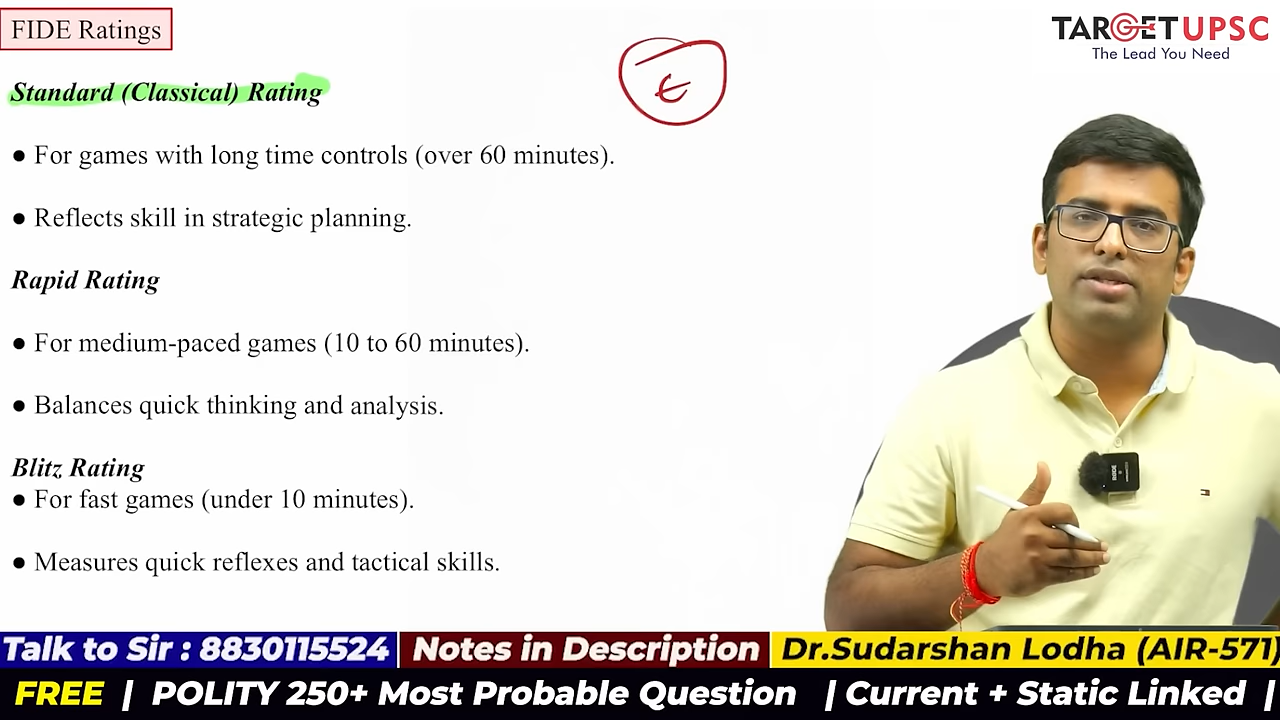 FIDE Ratings
TARGET UPSC
The Lead You Need
Standard (Classical) Rating
● For games with long time controls (over 60 minutes).
● Reflects skill in strategic planning.
Rapid Rating
● For medium-paced games (10 to 60 minutes).
● Balances quick thinking and analysis.
Blitz Rating
● For fast games (under 10 minutes).
● Measures quick reflexes and tactical skills.
Talk to Sir : 8830115524
Notes in Description
Dr.Sudarshan Lodha (AIR-571)
FREE | POLITY 250+ Most Probable Question | Current + Static Linked |